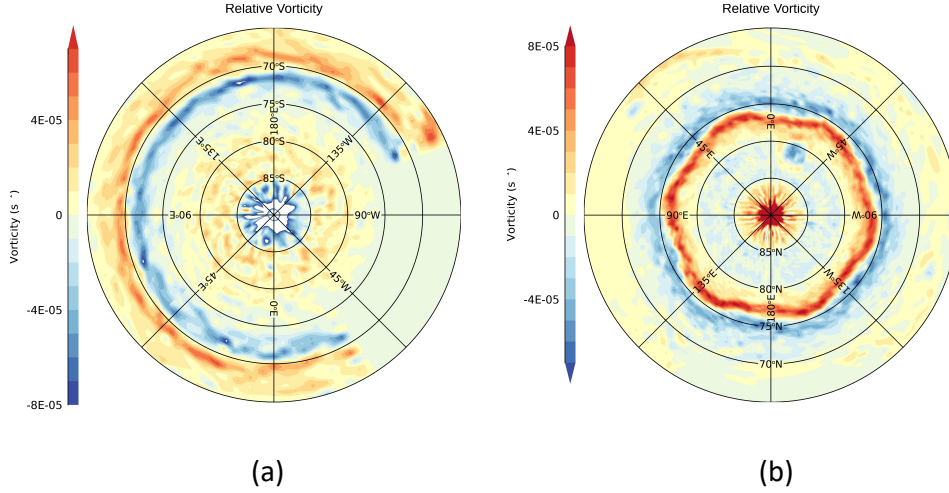 Relative Vorticity
Relative Vorticity
4E-05
0
-4E-05
-8E-05
Vorticity (s⁻)
70°S
75°S
180°E
80°S
85°S
135°E
135°W
90°E
90°W
45°E
45°W
0°E
8E-05
4E-05
0
-4E-05
Vorticity (s⁻)
0°E
45°E
45°W
90°E
90°W
85°N
135°E
135°W
80°N
180°E
75°N
70°N
(a)
(b)